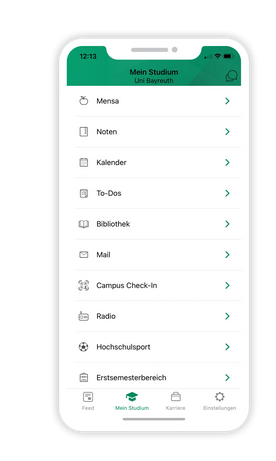 12:13
Mein Studium
Uni Bayreuth
Mensa
Noten
Kalender
To-Dos
Bibliothek
Mail
Campus Check-In
Radio
Hochschulsport
Erstsemesterbereich
Feed
Mein Studium
Karriere
Einstellungen